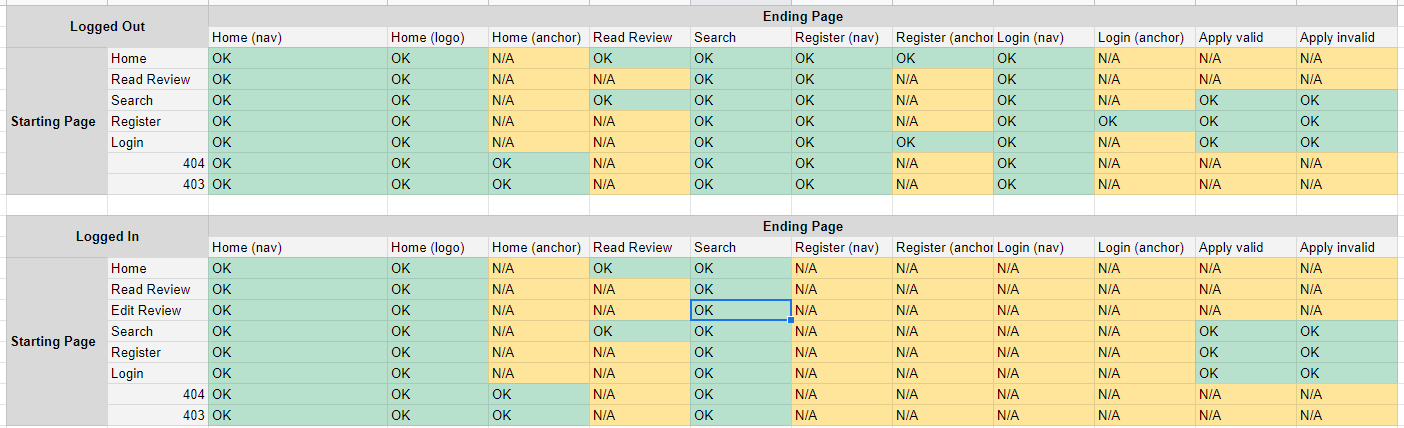 Logged Out Ending Page
Home (nav) Home (logo) Home (anchor) Read Review Search Register (nav) Register (anchor Login (nav) Login (anchor) Apply valid Apply invalid
Starting Page
Home OK OK N/A OK OK OK OK OK N/A N/A N/A
Read Review OK OK N/A N/A OK OK N/A OK N/A N/A N/A
Search OK OK N/A OK OK OK N/A OK N/A OK OK
Register OK OK N/A N/A OK OK N/A OK OK OK OK
Login OK OK N/A N/A OK OK OK OK N/A OK OK
404 OK OK OK N/A OK OK N/A OK N/A N/A N/A
403 OK OK OK N/A OK OK N/A OK N/A N/A N/A
Logged In Ending Page
Home (nav) Home (logo) Home (anchor) Read Review Search Register (nav) Register (anchor Login (nav) Login (anchor) Apply valid Apply invalid
Starting Page
Home OK OK N/A OK OK N/A N/A N/A N/A N/A N/A
Read Review OK OK N/A N/A OK N/A N/A N/A N/A N/A N/A
Edit Review OK OK N/A N/A OK N/A N/A N/A N/A N/A N/A
Search OK OK N/A OK OK N/A N/A N/A N/A OK OK
Register OK OK N/A N/A OK N/A N/A N/A N/A OK OK
Login OK OK N/A N/A OK N/A N/A N/A N/A OK OK
404 OK OK OK N/A OK N/A N/A N/A N/A N/A N/A
403 OK OK OK N/A OK N/A N/A N/A N/A N/A N/A